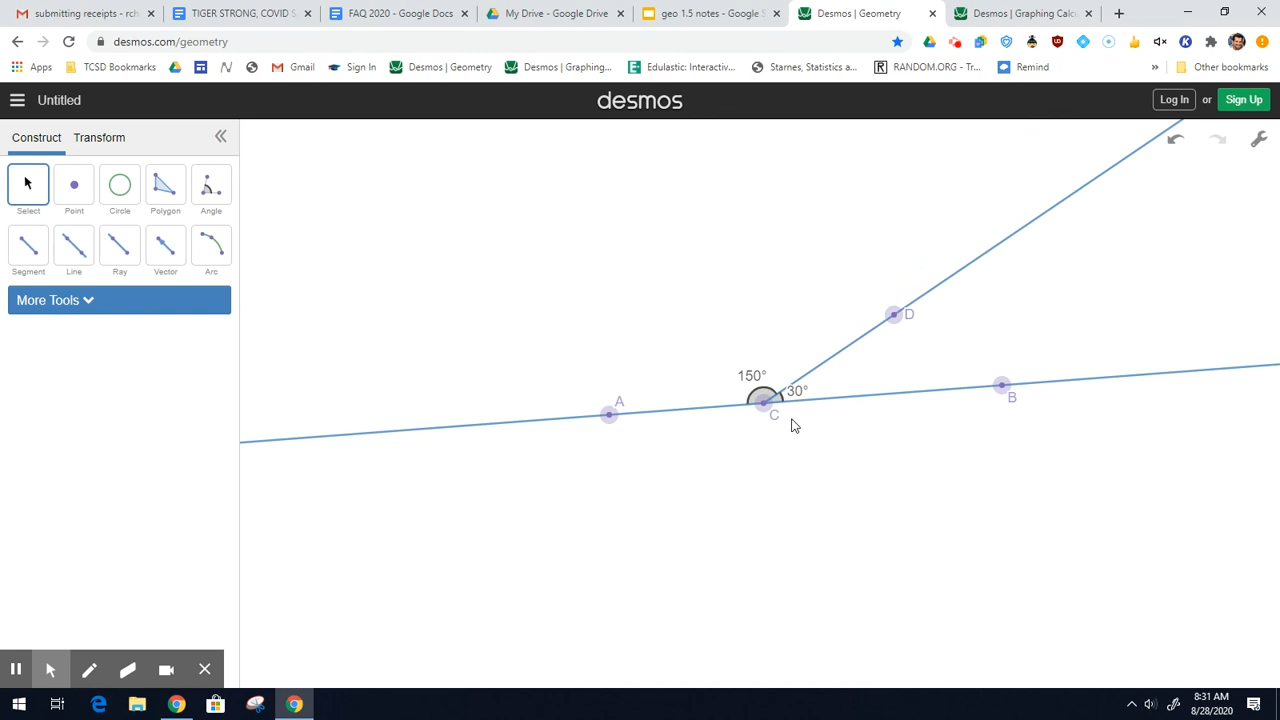 submitting receipts - rch
TIGER STRONG, COVID S
FAQ 2020 - Google Docs
My Drive - Google Drive
geo 1.5 notes - Google S
Desmos | Geometry
Desmos | Graphing Calc
desmos.com/geometry
Apps
TCSD Bookmarks
Gmail
Sign In
Desmos | Geometry
Desmos | Graphing...
Edulastic: Interactiv...
Starnes, Statistics a...
RANDOM.ORG - Tr...
Remind
»
Other bookmarks
Untitled
desmos
Log In
or
Sign Up
Construct
Transform
Select
Point
Circle
Polygon
Angle
Segment
Line
Ray
Vector
Arc
More Tools
D
150°
30°
A
C
B
8:31 AM
8/28/2020